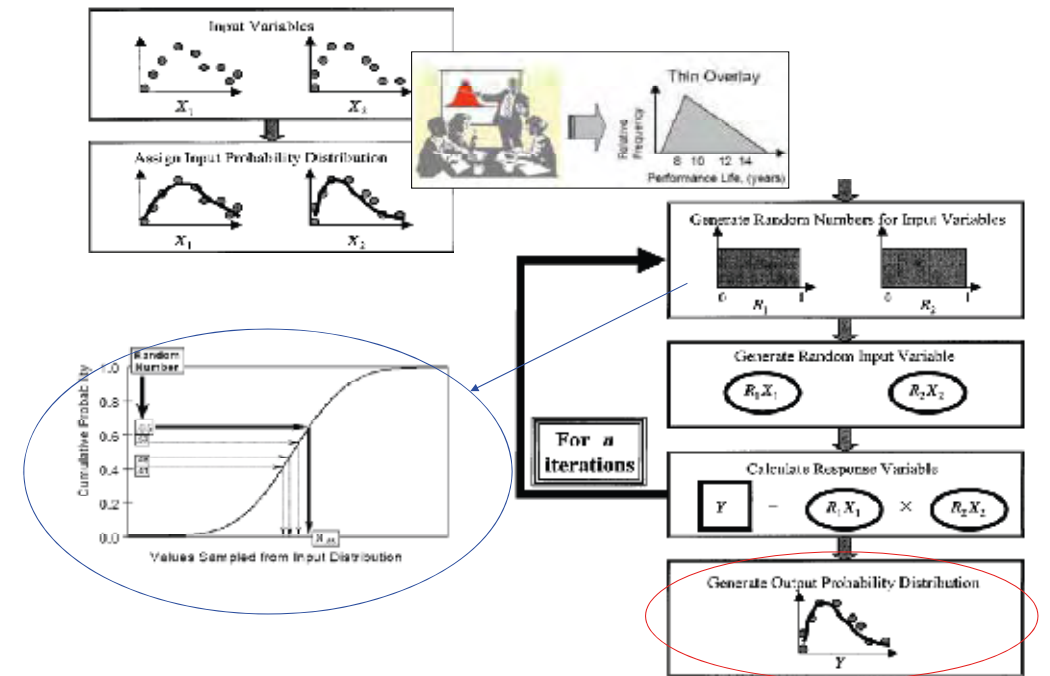 Input Variables
X₁ X₂
Assign Input Probability Distribution
X₁ X₂
Thin Overlay
Relative
Frequency
8 10 12 14
Performance Life, (years)
Generate Random Numbers for Input Variables
0 1 0 1
R₁ R₂
Generate Random Input Variable
R₁X₁ R₂X₂
For n
iterations
Calculate Response Variable
Y = R₁X₁ × R₂X₂
Generate Output Probability Distribution
Y
Random
Number
Cumulative Probability
1.0
0.8
0.6
0.4
0.2
0.0
Values Sampled from Input Distribution